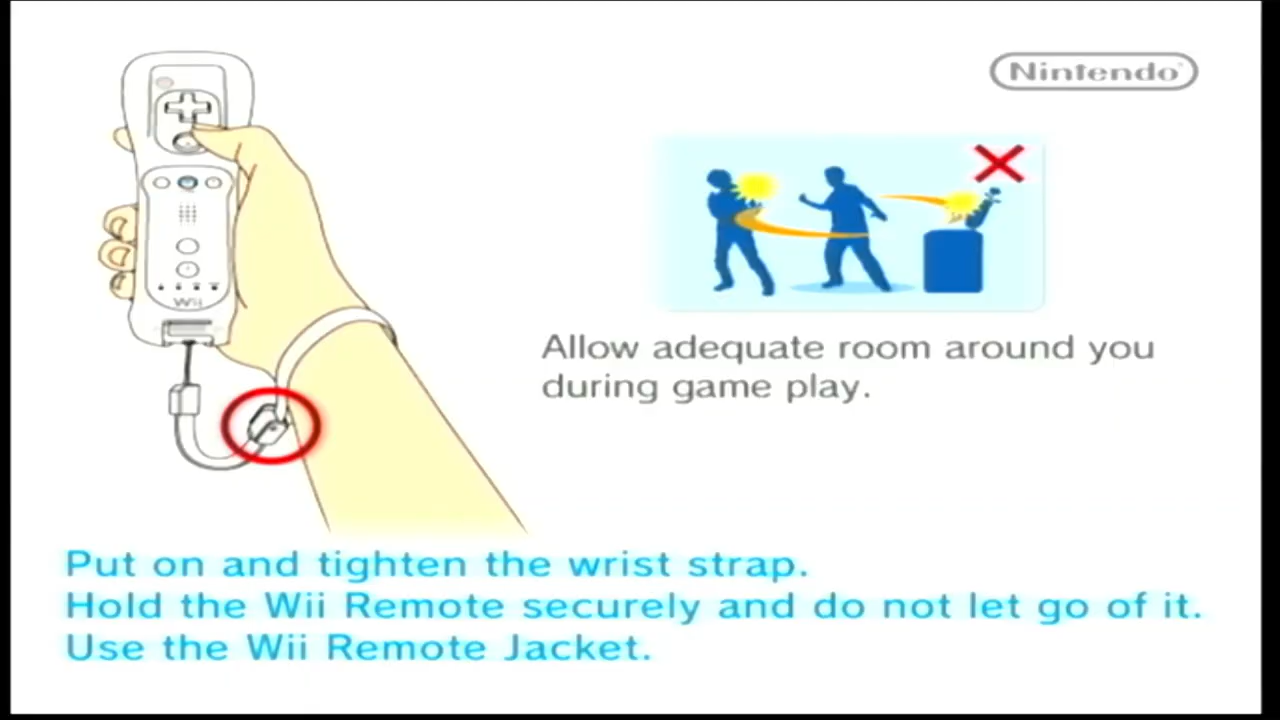 Nintendo
Wii
Allow adequate room around you
during game play.
Put on and tighten the wrist strap.
Hold the Wii Remote securely and do not let go of it.
Use the Wii Remote Jacket.